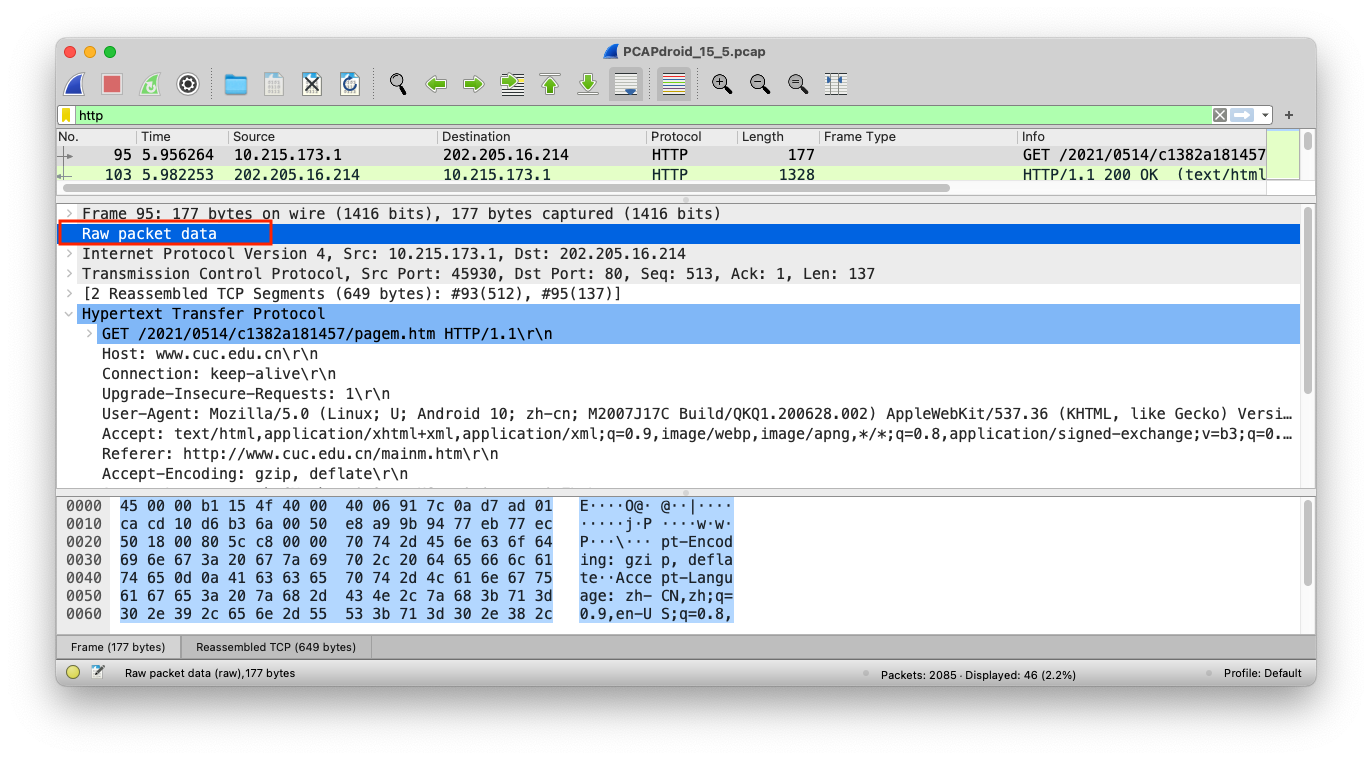 PCAPdroid_15_5.pcap
http
No. Time Source Destination Protocol Length Frame Type Info
95 5.956264 10.215.173.1 202.205.16.214 HTTP 177 GET /2021/0514/c1382a181457
103 5.982253 202.205.16.214 10.215.173.1 HTTP 1328 HTTP/1.1 200 OK (text/html
Frame 95: 177 bytes on wire (1416 bits), 177 bytes captured (1416 bits)
Raw packet data
Internet Protocol Version 4, Src: 10.215.173.1, Dst: 202.205.16.214
Transmission Control Protocol, Src Port: 45930, Dst Port: 80, Seq: 513, Ack: 1, Len: 137
[2 Reassembled TCP Segments (649 bytes): #93(512), #95(137)]
Hypertext Transfer Protocol
GET /2021/0514/c1382a181457/pagem.htm HTTP/1.1\r\n
Host: www.cuc.edu.cn\r\n
Connection: keep-alive\r\n
Upgrade-Insecure-Requests: 1\r\n
User-Agent: Mozilla/5.0 (Linux; U; Android 10; zh-cn; M2007J17C Build/QKQ1.200628.002) AppleWebKit/537.36 (KHTML, like Gecko) Versi…
Accept: text/html,application/xhtml+xml,application/xml;q=0.9,image/webp,image/apng,*/*;q=0.8,application/signed-exchange;v=b3;q=0.…
Referer: http://www.cuc.edu.cn/mainm.htm\r\n
Accept-Encoding: gzip, deflate\r\n
0000 45 00 00 b1 15 4f 40 00 40 06 91 7c 0a d7 ad 01 E····O@· @··|····
0010 ca cd 10 d6 b3 6a 00 50 e8 a9 9b 94 77 eb 77 ec ·····j·P ····w·w·
0020 50 18 00 80 5c c8 00 00 70 74 2d 45 6e 63 6f 64 P···\··· pt-Encod
0030 69 6e 67 3a 20 67 7a 69 70 2c 20 64 65 66 6c 61 ing: gzi p, defla
0040 74 65 0d 0a 41 63 63 65 70 74 2d 4c 61 6e 67 75 te··Acce pt-Langu
0050 61 67 65 3a 20 7a 68 2d 43 4e 2c 7a 68 3b 71 3d age: zh- CN,zh;q=
0060 30 2e 39 2c 65 6e 2d 55 53 3b 71 3d 30 2e 38 2c 0.9,en-U S;q=0.8,
Frame (177 bytes) Reassembled TCP (649 bytes)
Raw packet data (raw),177 bytes Packets: 2085 · Displayed: 46 (2.2%) Profile: Default